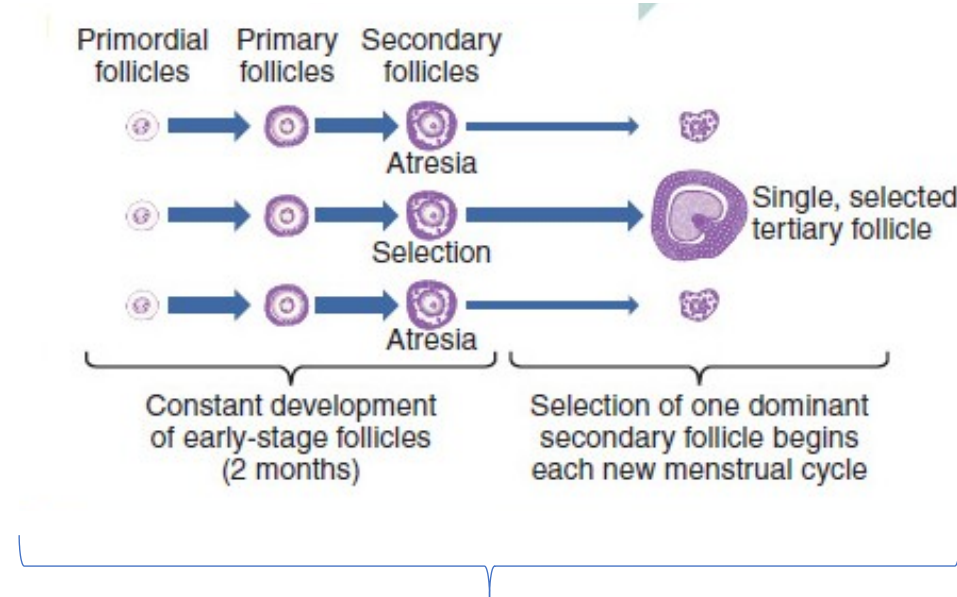 Primordial follicles
Primary follicles
Secondary follicles
Atresia
Selection
Atresia
Single, selected
tertiary follicle
Constant development
of early-stage follicles
(2 months)
Selection of one dominant
secondary follicle begins
each new menstrual cycle